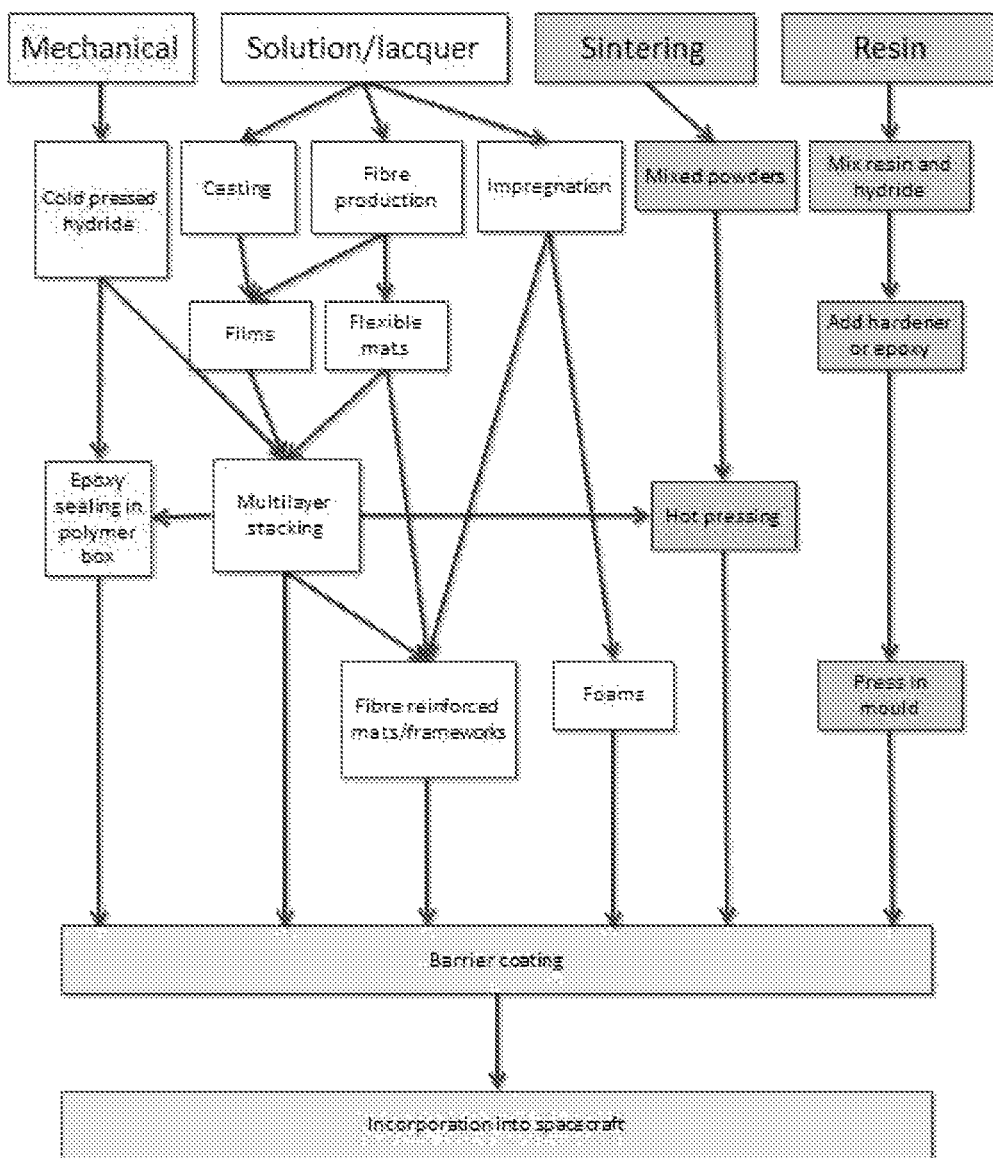 Mechanical
Solution/lacquer
Sintering
Resin
Cold pressed
hydride
Casting
Fibre
production
Impregnation
Mixed powders
Mix resin and
hydride
Films
Flexible
mats
Add hardener
or epoxy
Epoxy
sealing in
polymer
box
Multilayer
stacking
Hot pressing
Fibre reinforced
mats/frameworks
Foams
Press in
mould
Barrier coating
Incorporation into spacecraft